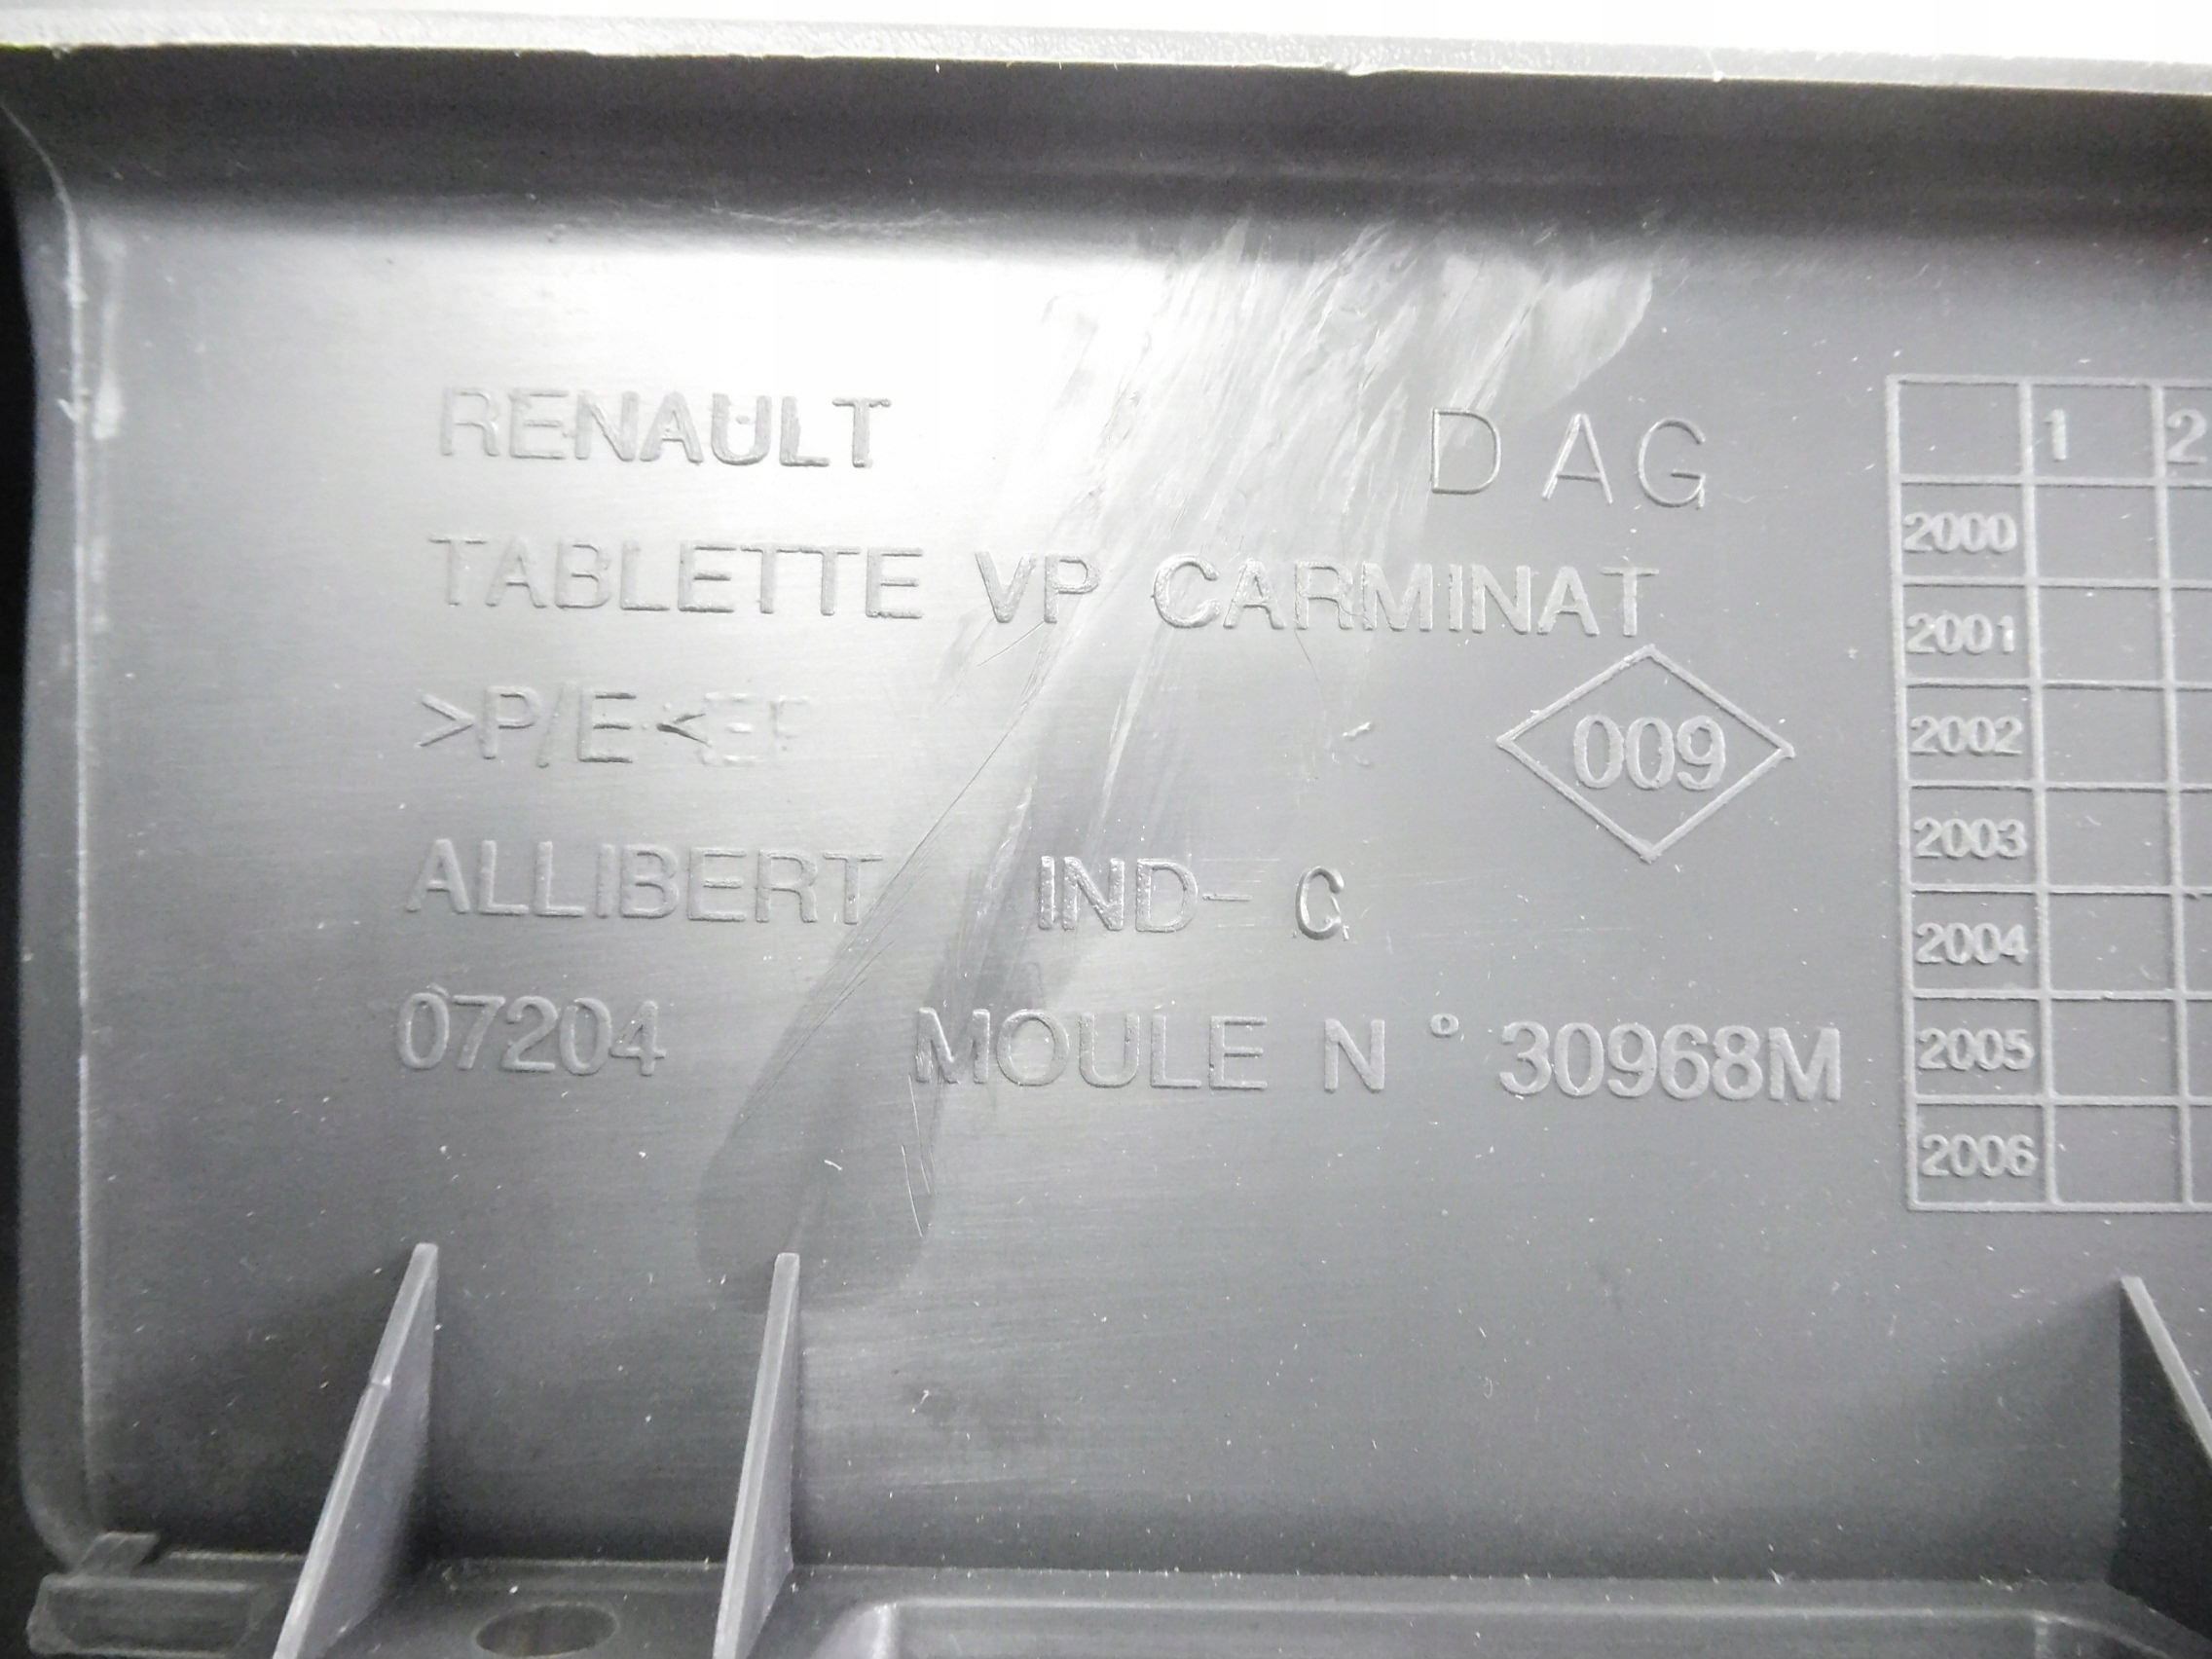 RENAULT DAG
TABLETTE VP CARMINAT
>P/E<
009
ALLIBERT IND- C
07204 MOULE N° 30968M
1 2
2000
2001
2002
2003
2004
2005
2006